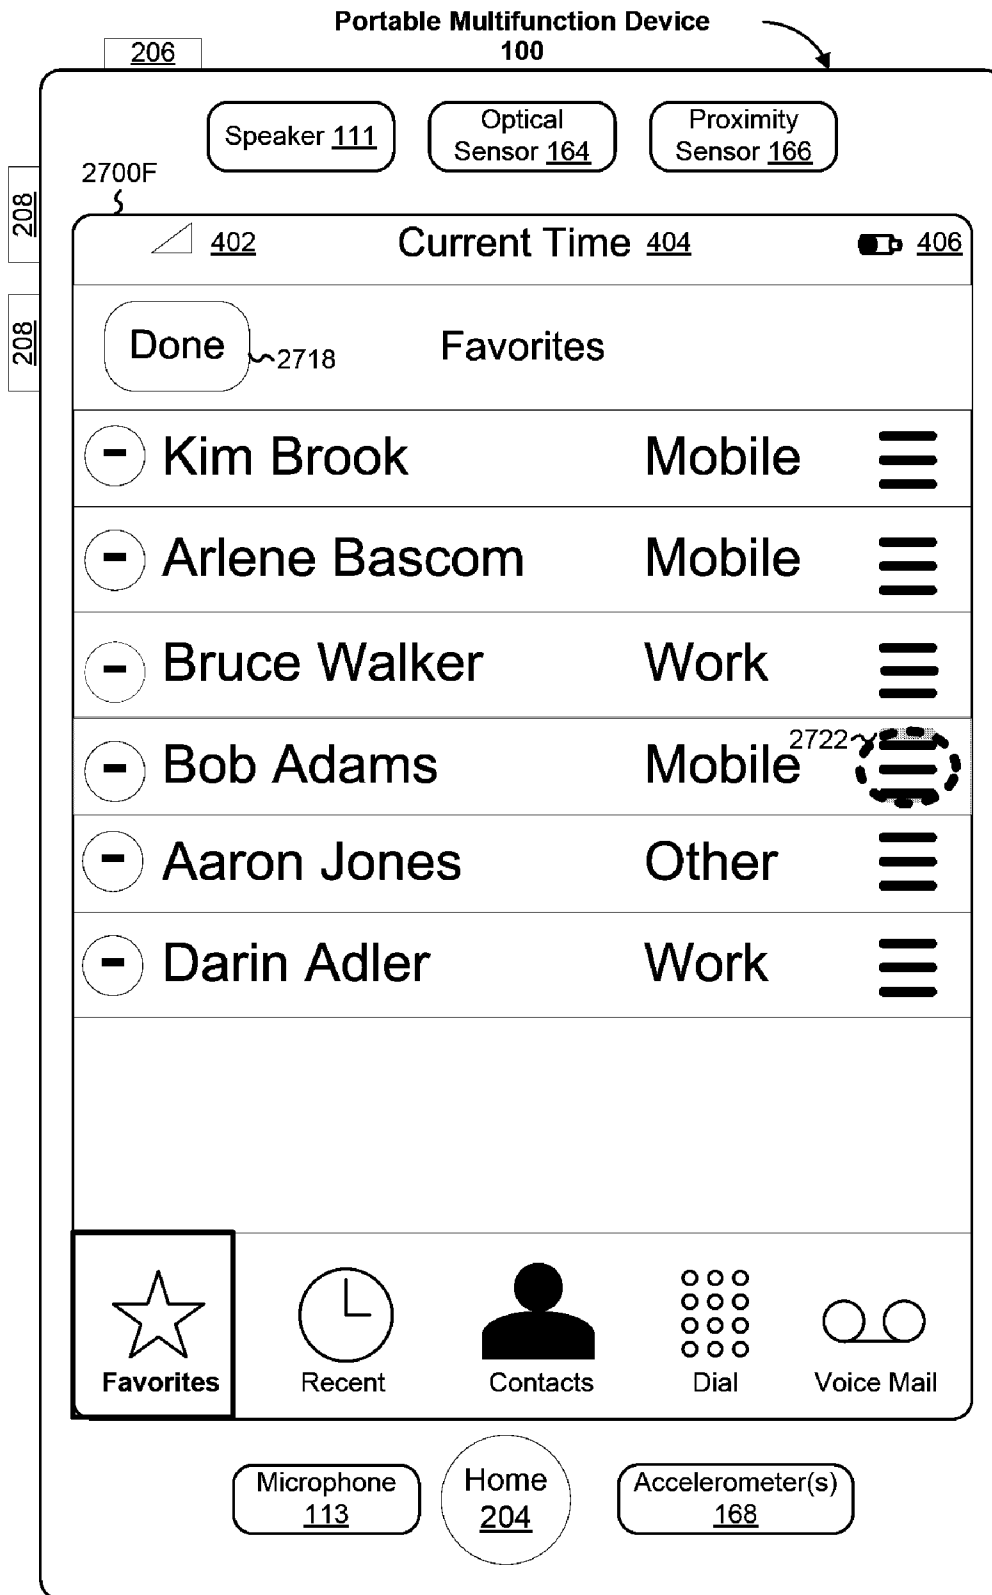 Portable Multifunction Device
100
206
Speaker 111
Optical
Sensor 164
Proximity
Sensor 166
208
2700F
402 Current Time 404 406
208
Done 2718 Favorites
- Kim Brook Mobile
- Arlene Bascom Mobile
- Bruce Walker Work
2722
- Bob Adams Mobile
- Aaron Jones Other
- Darin Adler Work
Favorites Recent Contacts Dial Voice Mail
Microphone
113
Home
204
Accelerometer(s)
168